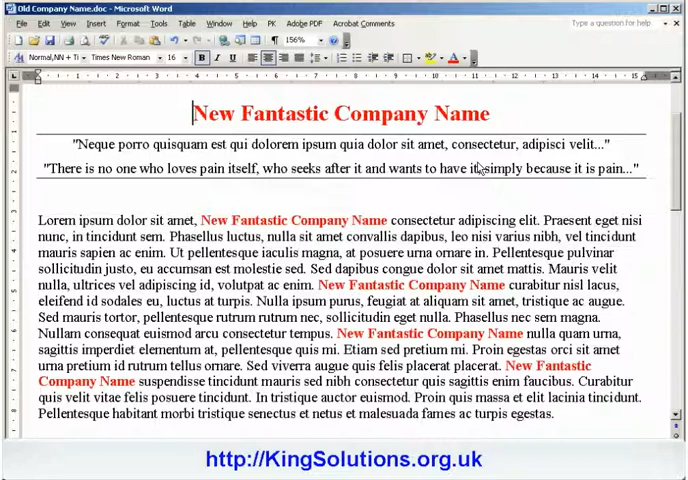 Old Company Name.doc - Microsoft Word
File Edit View Insert Format Tools Table Window Help PK Adobe PDF Acrobat Comments Type a question for help
156%
Normal,NN + Ti Times New Roman 16 B I U
New Fantastic Company Name
"Neque porro quisquam est qui dolorem ipsum quia dolor sit amet, consectetur, adipisci velit..."
"There is no one who loves pain itself, who seeks after it and wants to have it, simply because it is pain..."
Lorem ipsum dolor sit amet, New Fantastic Company Name consectetur adipiscing elit. Praesent eget nisi
nunc, in tincidunt sem. Phasellus luctus, nulla sit amet convallis dapibus, leo nisi varius nibh, vel tincidunt
mauris sapien ac enim. Ut pellentesque iaculis magna, at posuere urna ornare in. Pellentesque pulvinar
sollicitudin justo, eu accumsan est molestie sed. Sed dapibus congue dolor sit amet mattis. Mauris velit
nulla, ultrices vel adipiscing id, volutpat ac enim. New Fantastic Company Name curabitur nisl lacus,
eleifend id sodales eu, luctus at turpis. Nulla ipsum purus, feugiat at aliquam sit amet, tristique ac augue.
Sed mauris tortor, pellentesque rutrum rutrum nec, sollicitudin eget nulla. Phasellus nec sem magna.
Nullam consequat euismod arcu consectetur tempus. New Fantastic Company Name nulla quam urna,
sagittis imperdiet elementum at, pellentesque quis mi. Etiam sed pretium mi. Proin egestas orci sit amet
urna pretium id rutrum tellus ornare. Sed viverra augue quis felis placerat placerat. New Fantastic
Company Name suspendisse tincidunt mauris sed nibh consectetur quis sagittis enim faucibus. Curabitur
quis velit vitae felis posuere tincidunt. In tristique auctor euismod. Proin quis massa et elit lacinia tincidunt.
Pellentesque habitant morbi tristique senectus et netus et malesuada fames ac turpis egestas.
http://KingSolutions.org.uk